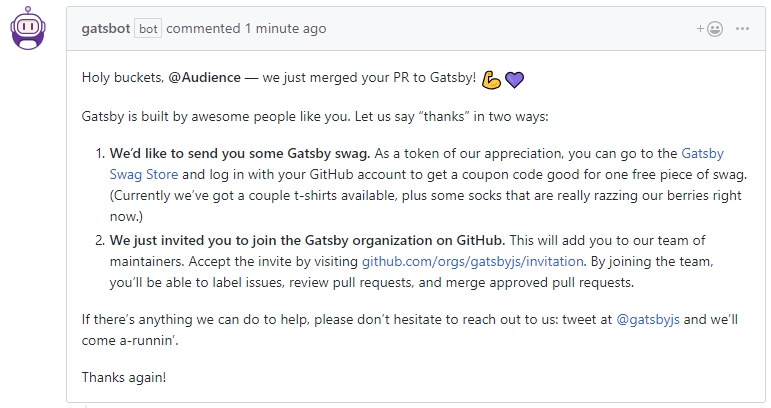 gatsbot bot commented 1 minute ago
Holy buckets, @Audience — we just merged your PR to Gatsby! 💪💜
Gatsby is built by awesome people like you. Let us say “thanks” in two ways:
1. We’d like to send you some Gatsby swag. As a token of our appreciation, you can go to the Gatsby
Swag Store and log in with your GitHub account to get a coupon code good for one free piece of swag.
(Currently we’ve got a couple t-shirts available, plus some socks that are really razzing our berries right
now.)
2. We just invited you to join the Gatsby organization on GitHub. This will add you to our team of
maintainers. Accept the invite by visiting github.com/orgs/gatsbyjs/invitation. By joining the team,
you’ll be able to label issues, review pull requests, and merge approved pull requests.
If there’s anything we can do to help, please don’t hesitate to reach out to us: tweet at @gatsbyjs and we’ll
come a-runnin’.
Thanks again!